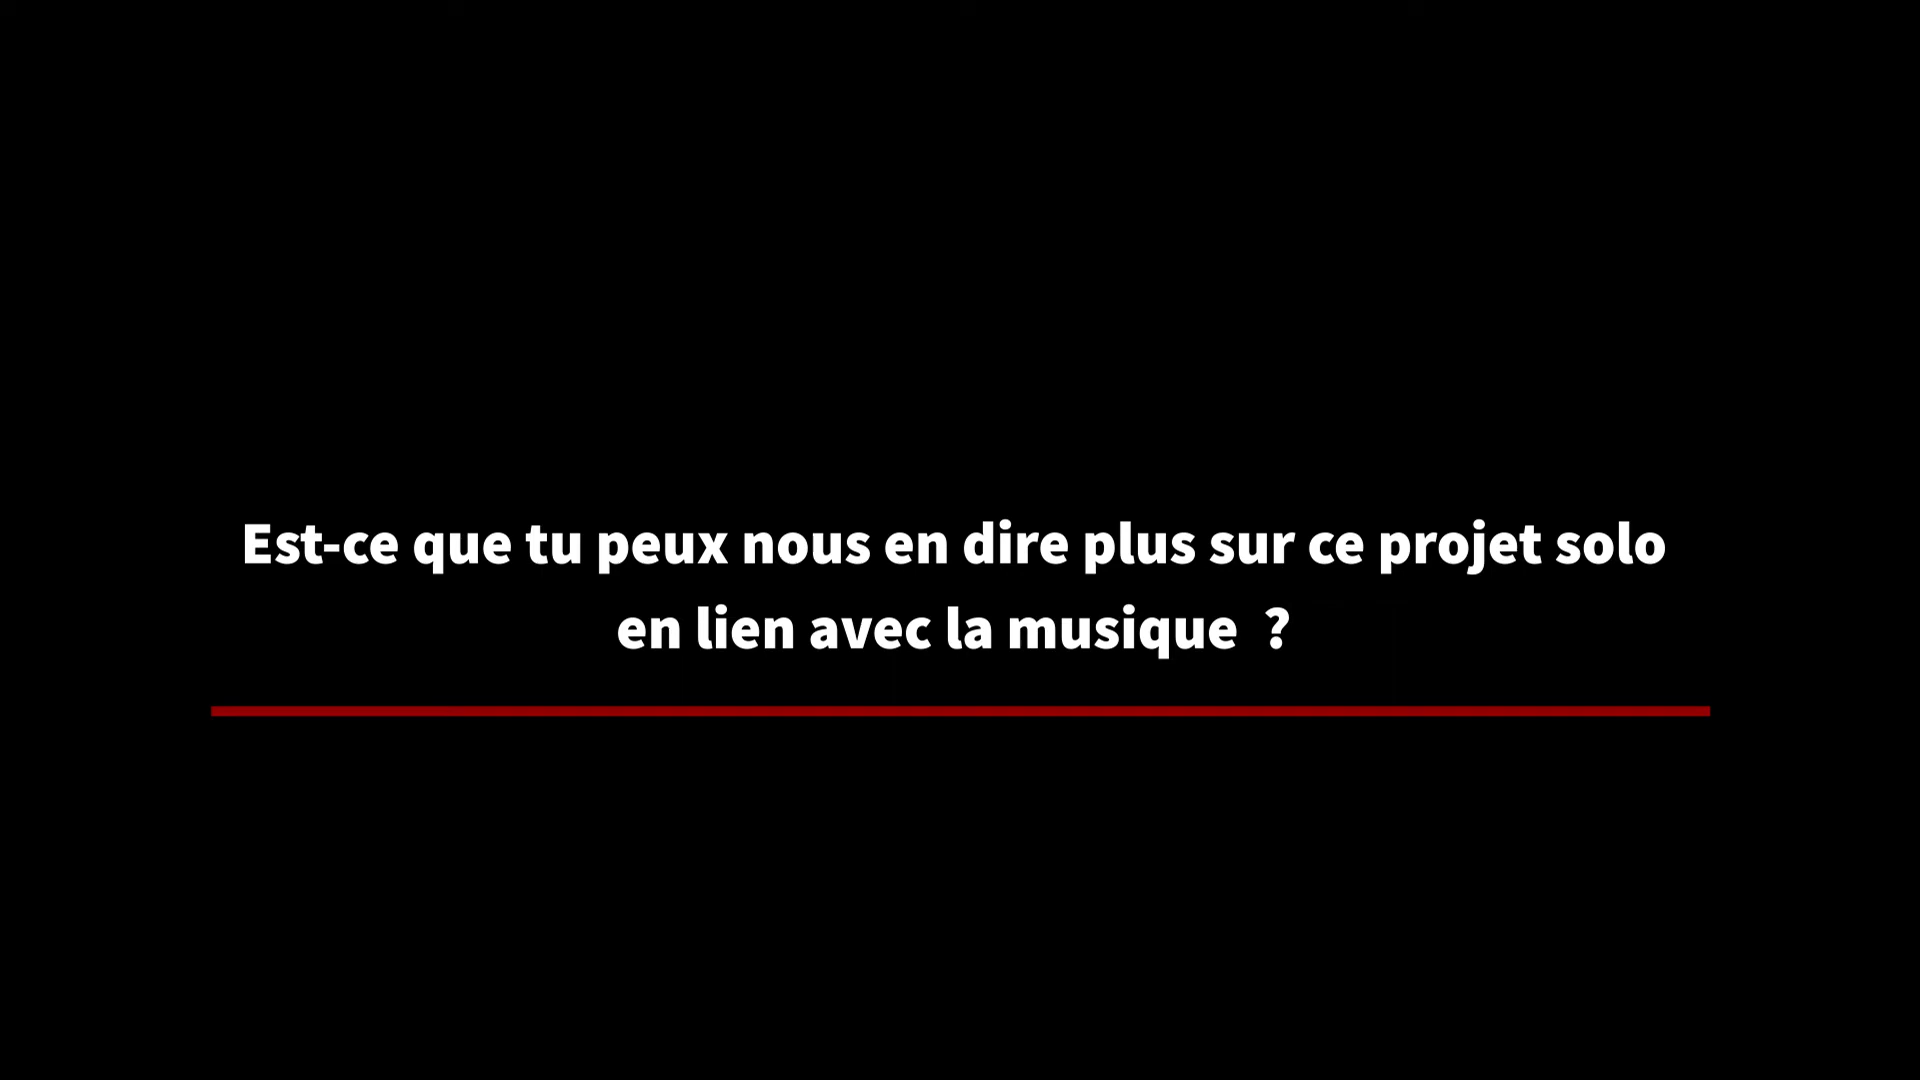 Est-ce que tu peux nous en dire plus sur ce projet solo
en lien avec la musique  ?